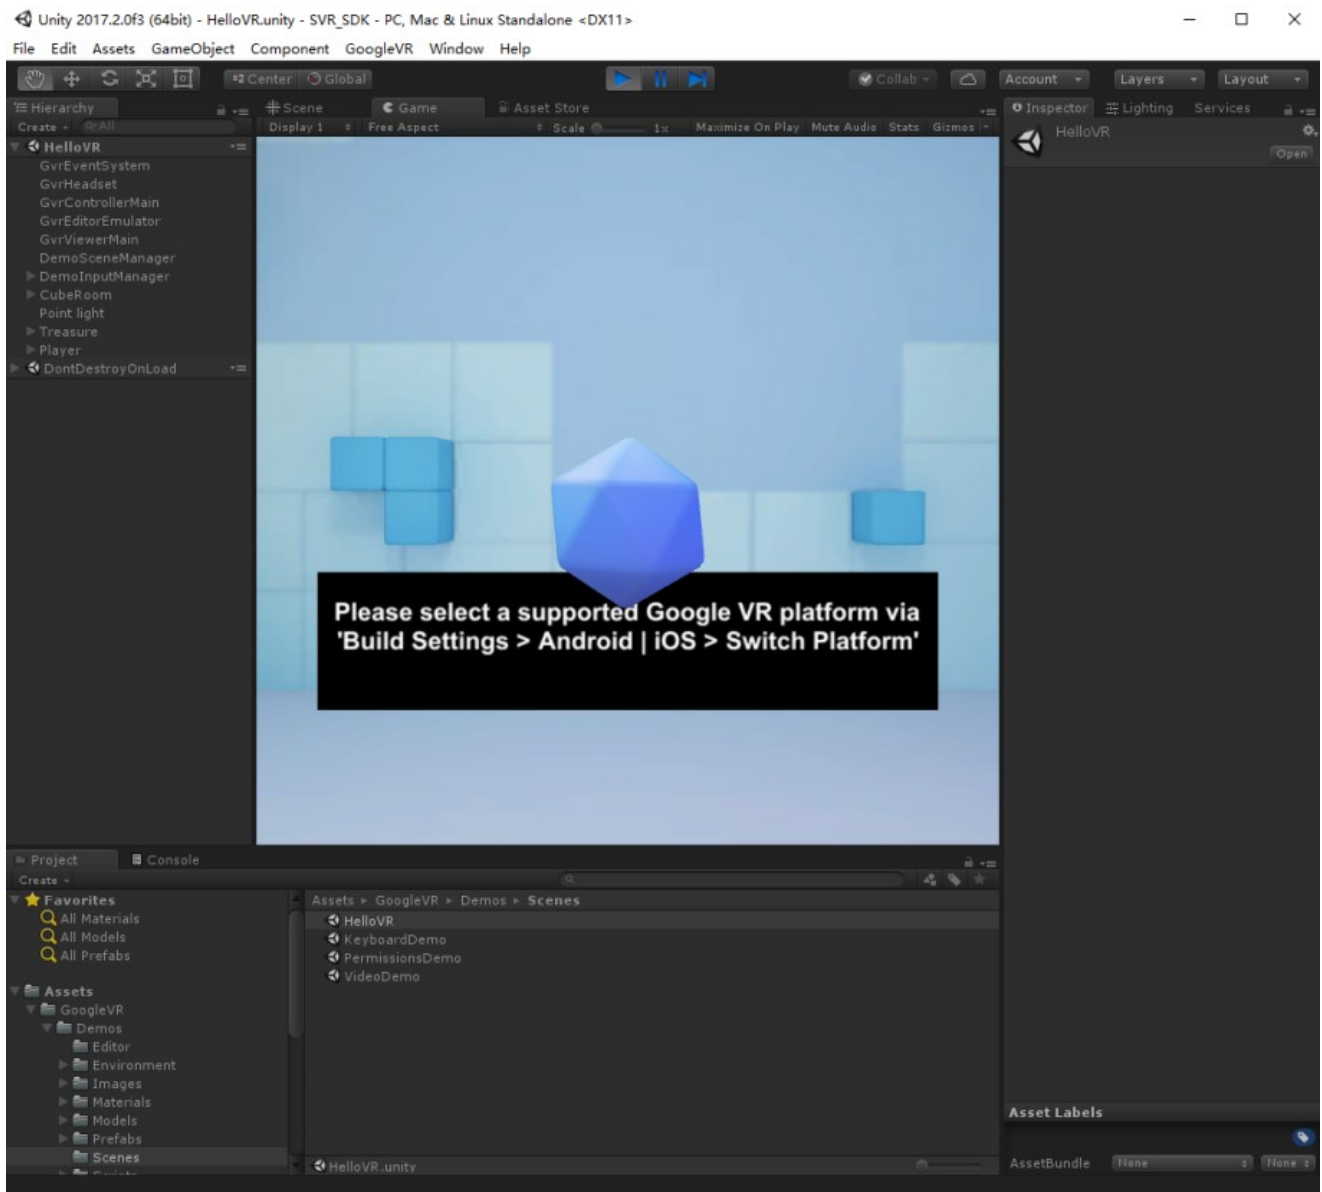 Unity 2017.2.0f3 (64bit) - HelloVR.unity - SVR_SDK - PC, Mac & Linux Standalone <DX11>
File Edit Assets GameObject Component GoogleVR Window Help
Center Global Collab Account Layers Layout
Hierarchy
Create All
HelloVR
GvrEventSystem
GvrHeadset
GvrControllerMain
GvrEditorEmulator
GvrViewerMain
DemoSceneManager
DemoInputManager
CubeRoom
Point light
Treasure
Player
DontDestroyOnLoad
Scene Game Asset Store
Display 1 Free Aspect Scale 1x Maximize On Play Mute Audio Stats Gizmos
Please select a supported Google VR platform via
'Build Settings > Android | iOS > Switch Platform'
Inspector Lighting Services
HelloVR
Open
Project Console
Create
Favorites
All Materials
All Models
All Prefabs
Assets
GoogleVR
Demos
Editor
Environment
Images
Materials
Models
Prefabs
Scenes
Assets ▸ GoogleVR ▸ Demos ▸ Scenes
HelloVR
KeyboardDemo
PermissionsDemo
VideoDemo
HelloVR.unity
Asset Labels
AssetBundle None None